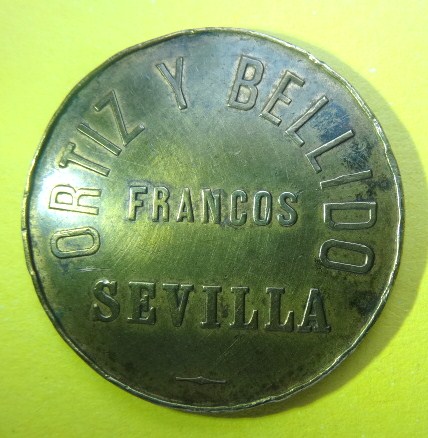 ORTIZ Y BELLIDO
FRANCOS
SEVILLA